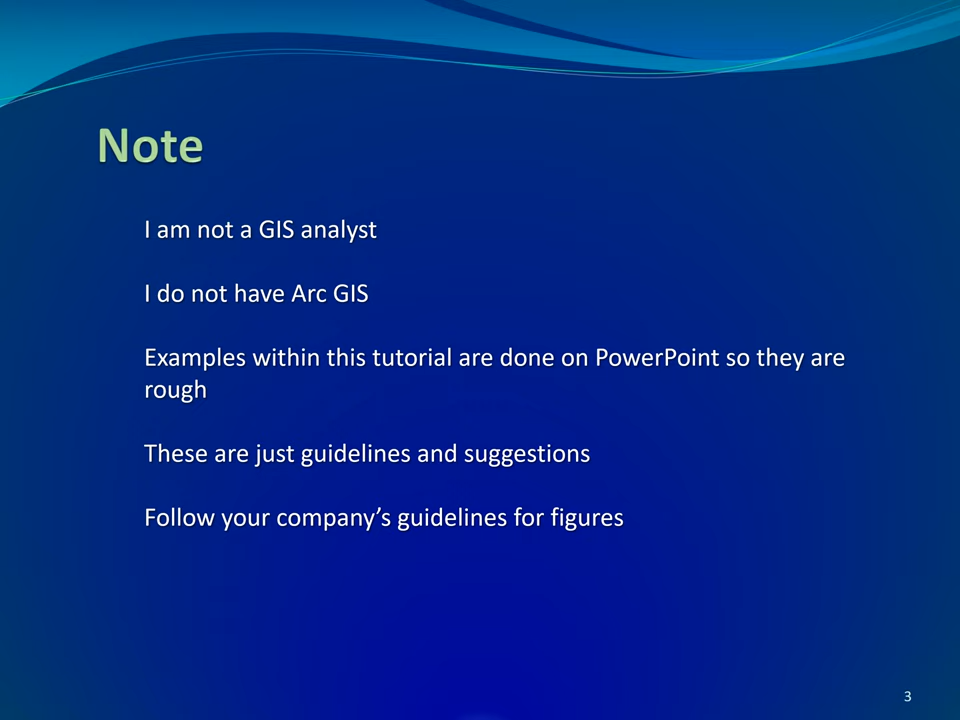 Note
I am not a GIS analyst
I do not have Arc GIS
Examples within this tutorial are done on PowerPoint so they are
rough
These are just guidelines and suggestions
Follow your company’s guidelines for figures
3